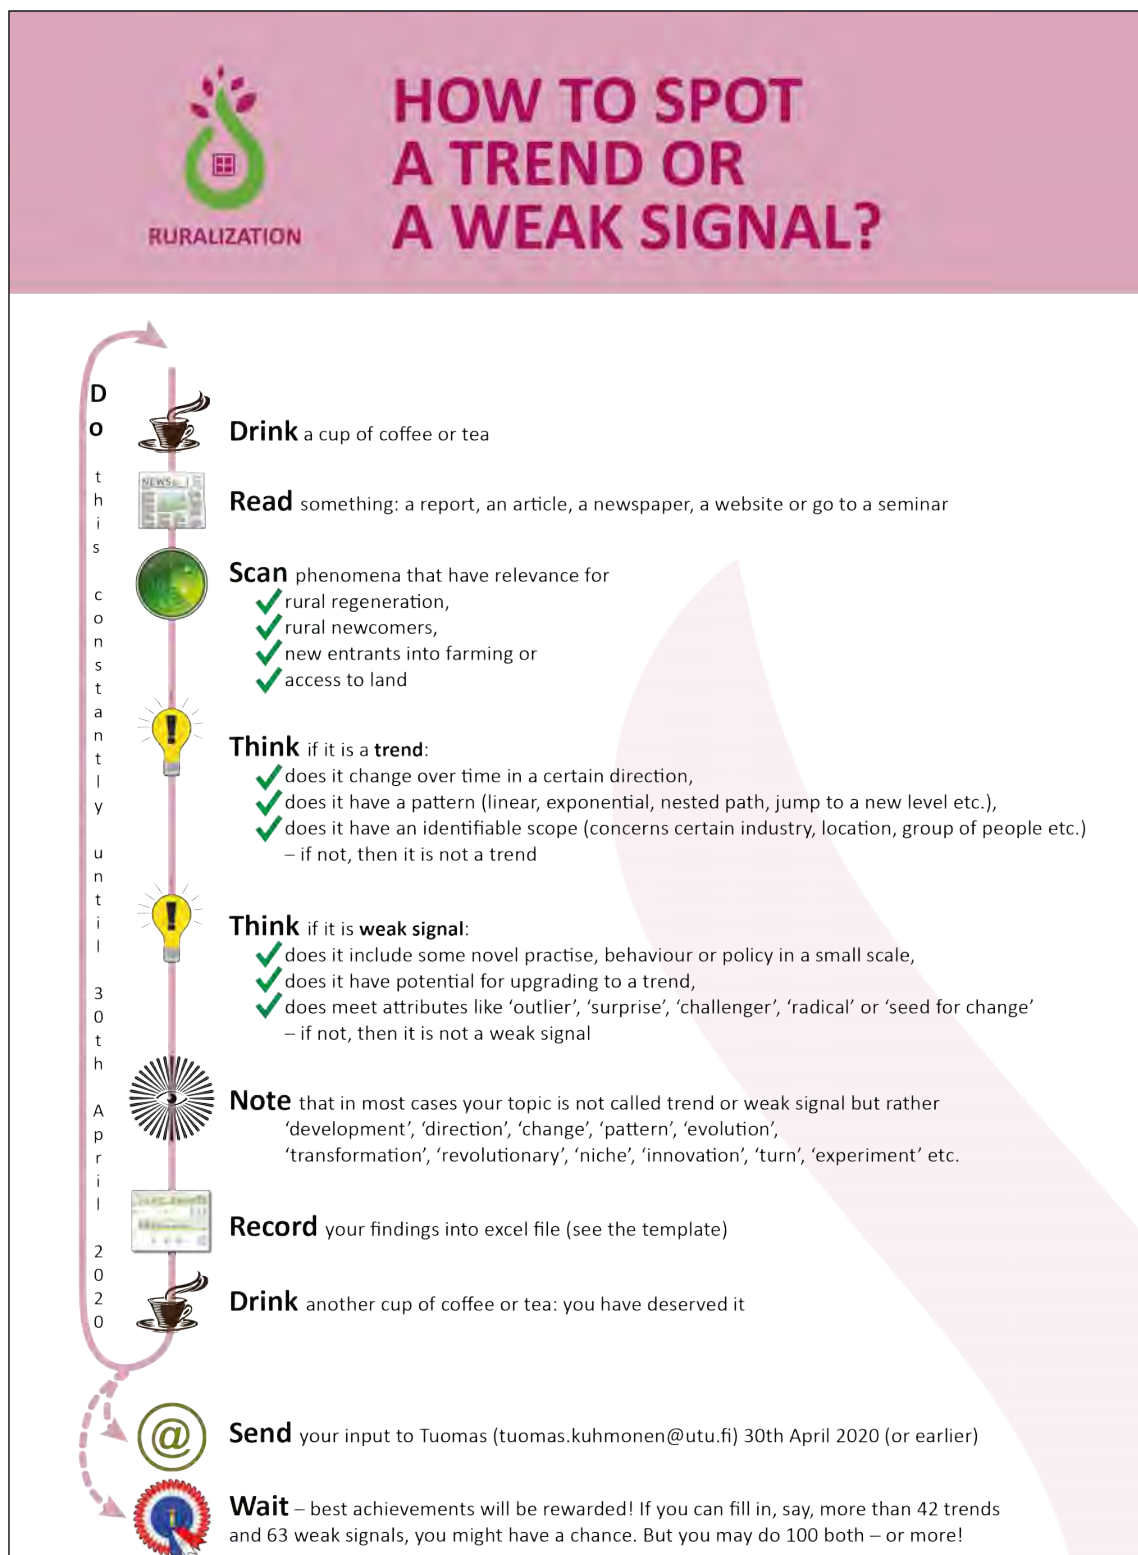 HOW TO SPOT
A TREND OR
A WEAK SIGNAL?
RURALIZATION
Do this constantly until 30th April 2020
Drink a cup of coffee or tea
NEWS
Read something: a report, an article, a newspaper, a website or go to a seminar
Scan phenomena that have relevance for
rural regeneration,
rural newcomers,
new entrants into farming or
access to land
Think if it is a trend:
does it change over time in a certain direction,
does it have a pattern (linear, exponential, nested path, jump to a new level etc.),
does it have an identifiable scope (concerns certain industry, location, group of people etc.)
– if not, then it is not a trend
Think if it is weak signal:
does it include some novel practise, behaviour or policy in a small scale,
does it have potential for upgrading to a trend,
does meet attributes like ‘outlier’, ‘surprise’, ‘challenger’, ‘radical’ or ‘seed for change’
– if not, then it is not a weak signal
Note that in most cases your topic is not called trend or weak signal but rather
‘development’, ‘direction’, ‘change’, ‘pattern’, ‘evolution’,
‘transformation’, ‘revolutionary’, ‘niche’, ‘innovation’, ‘turn’, ‘experiment’ etc.
Record your findings into excel file (see the template)
Drink another cup of coffee or tea: you have deserved it
@
Send your input to Tuomas (tuomas.kuhmonen@utu.fi) 30th April 2020 (or earlier)
Wait – best achievements will be rewarded! If you can fill in, say, more than 42 trends
and 63 weak signals, you might have a chance. But you may do 100 both – or more!